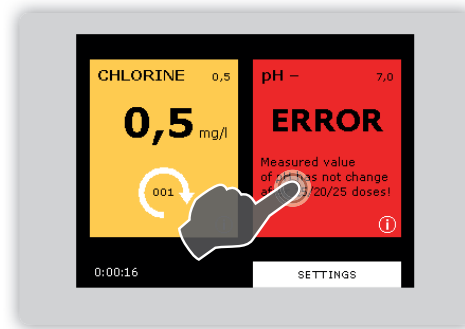 CHLORINE 0,5
0,5 mg/l
001
pH – 7,0
ERROR
Measured value
of pH has not change
20/25 doses!
i
0:00:16
SETTINGS